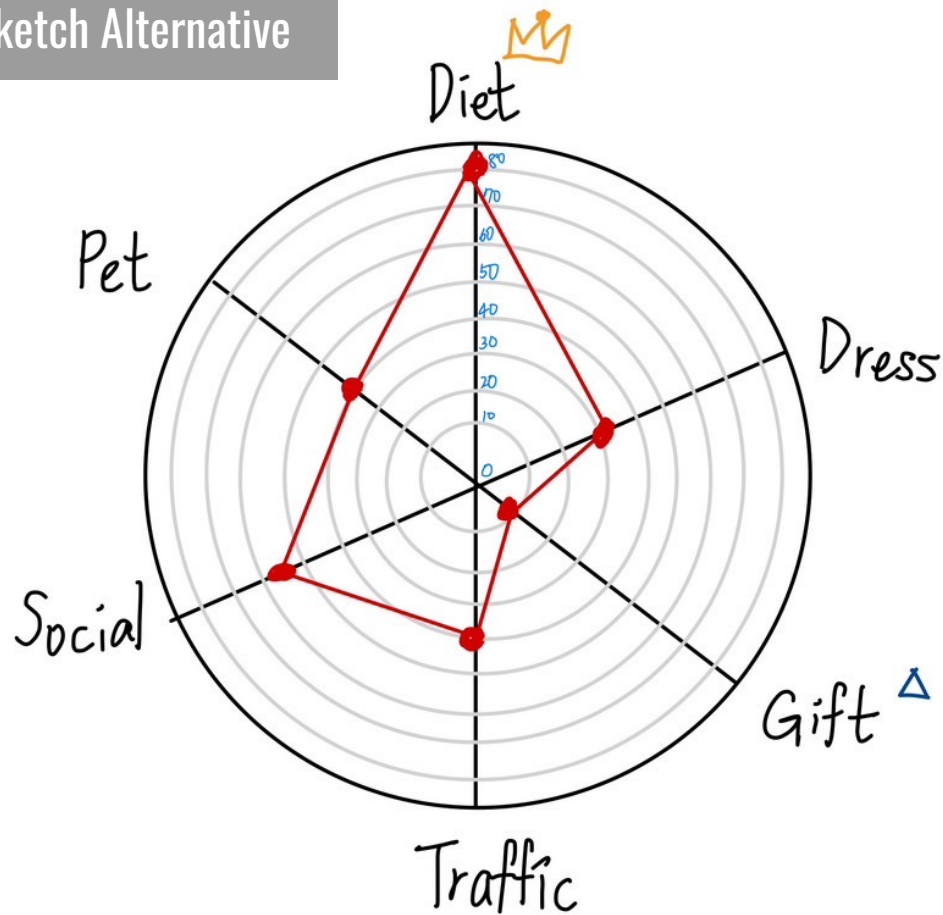 ketch Alternative
Diet
80
70
60
50
40
30
20
10
0
Pet
Dress
Social
Gift
Traffic